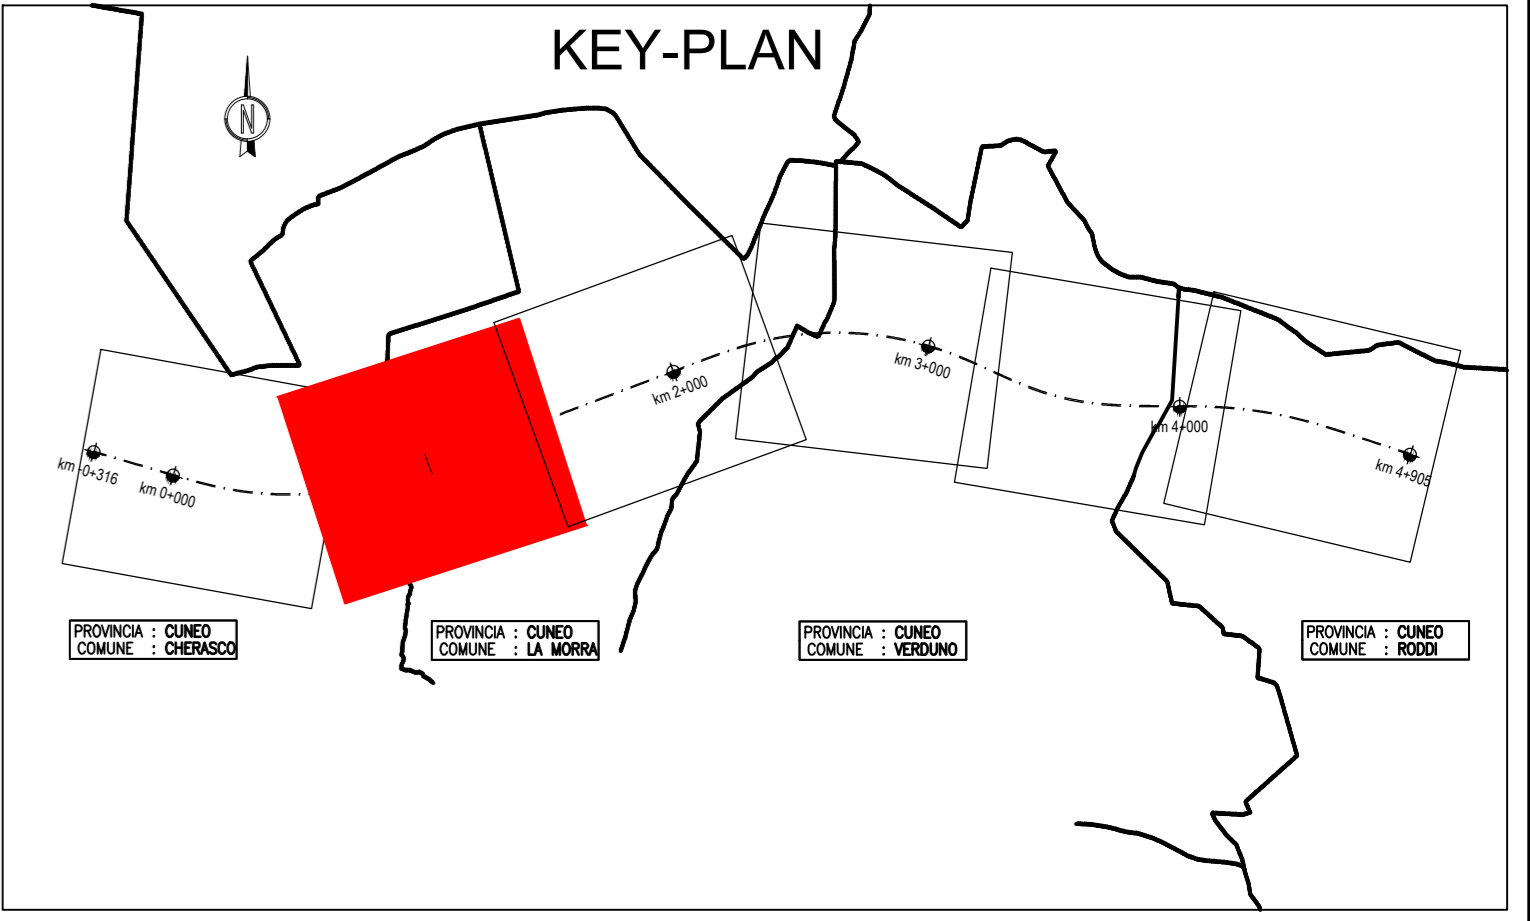 KEY-PLAN
N
km -0+316
km 0+000
km 2+000
km 3+000
km 4+000
km 4+905
PROVINCIA : CUNEO
COMUNE : CHERASCO
PROVINCIA : CUNEO
COMUNE : LA MORRA
PROVINCIA : CUNEO
COMUNE : VERDUNO
PROVINCIA : CUNEO
COMUNE : RODDI